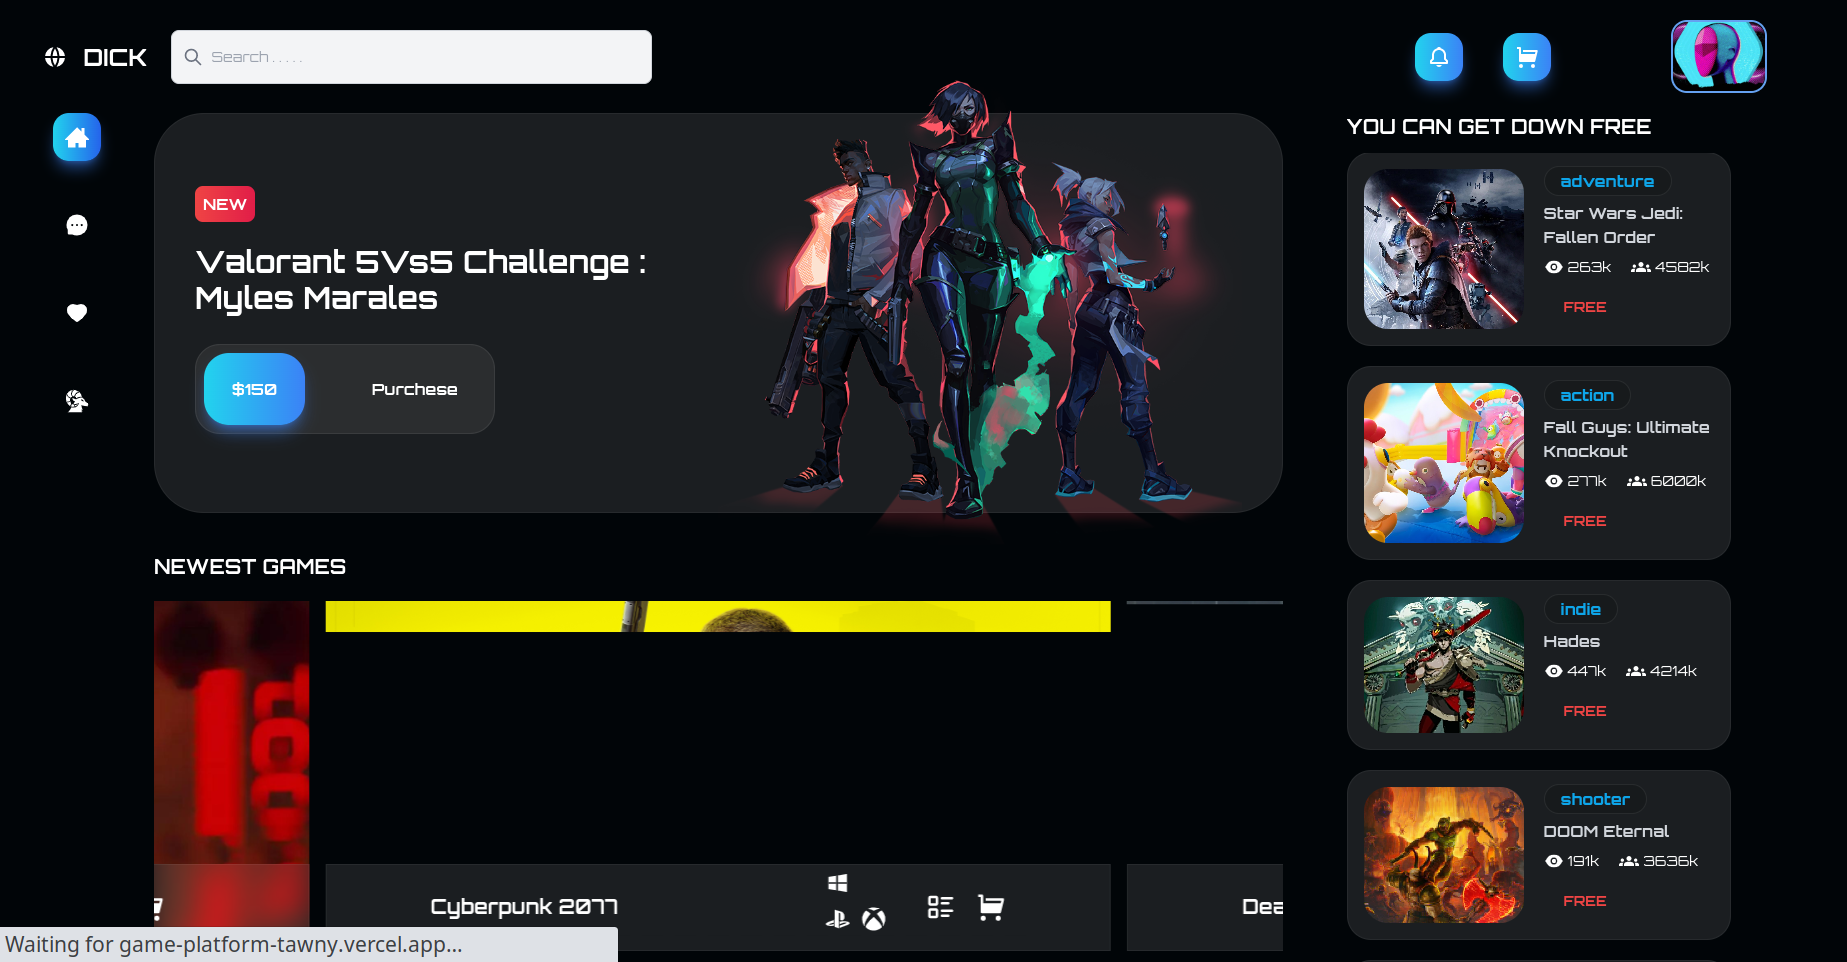 DICK
Search . . . . .
NEW
Valorant 5Vs5 Challenge :
Myles Marales
$150
Purchese
NEWEST GAMES
Cyberpunk 2077
Dea
YOU CAN GET DOWN FREE
adventure
Star Wars Jedi:
Fallen Order
263k 4582k
FREE
action
Fall Guys: Ultimate
Knockout
277k 6000k
FREE
indie
Hades
447k 4214k
FREE
shooter
DOOM Eternal
191k 3636k
FREE
Waiting for game-platform-tawny.vercel.app...